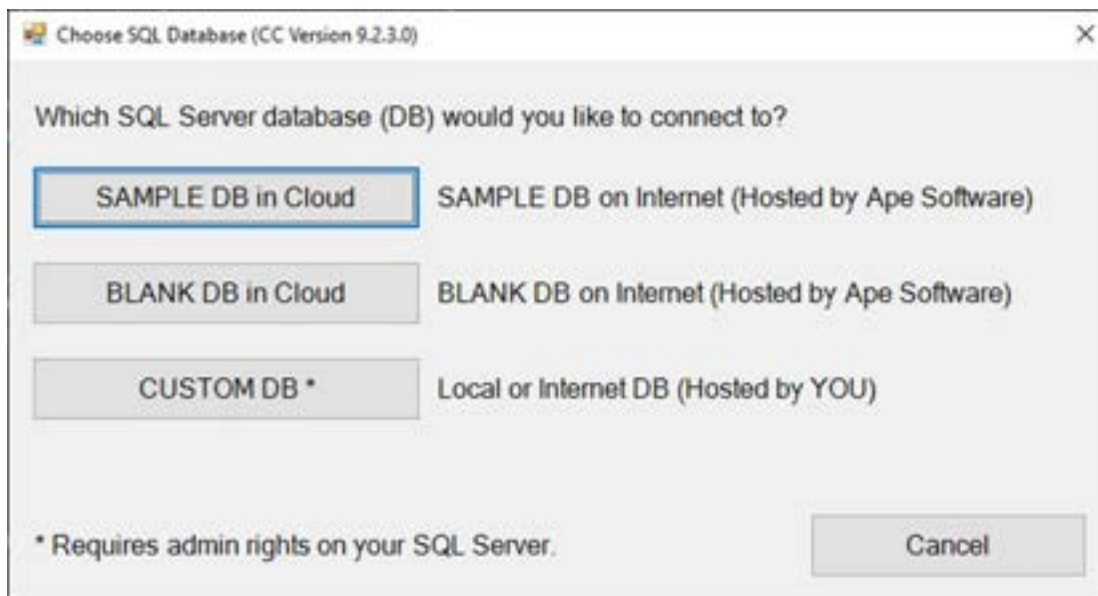 Choose SQL Database (CC Version 9.2.3.0)
Which SQL Server database (DB) would you like to connect to?
SAMPLE DB in Cloud SAMPLE DB on Internet (Hosted by Ape Software)
BLANK DB in Cloud BLANK DB on Internet (Hosted by Ape Software)
CUSTOM DB * Local or Internet DB (Hosted by YOU)
* Requires admin rights on your SQL Server. Cancel